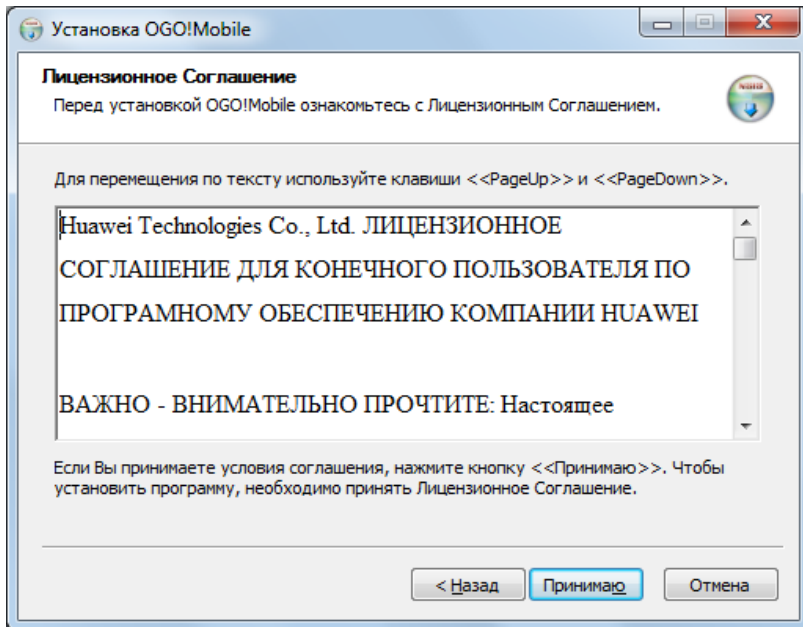 Установка OGO!Mobile
Лицензионное Соглашение
Перед установкой OGO!Mobile ознакомьтесь с Лицензионным Соглашением.
Для перемещения по тексту используйте клавиши <<PageUp>> и <<PageDown>>.
Huawei Technologies Co., Ltd. ЛИЦЕНЗИОННОЕ
СОГЛАШЕНИЕ ДЛЯ КОНЕЧНОГО ПОЛЬЗОВАТЕЛЯ ПО
ПРОГРАМНОМУ ОБЕСПЕЧЕНИЮ КОМПАНИИ HUAWEI
ВАЖНО - ВНИМАТЕЛЬНО ПРОЧТИТЕ: Настоящее
Если Вы принимаете условия соглашения, нажмите кнопку <<Принимаю>>. Чтобы
установить программу, необходимо принять Лицензионное Соглашение.
< Назад
Принимаю
Отмена